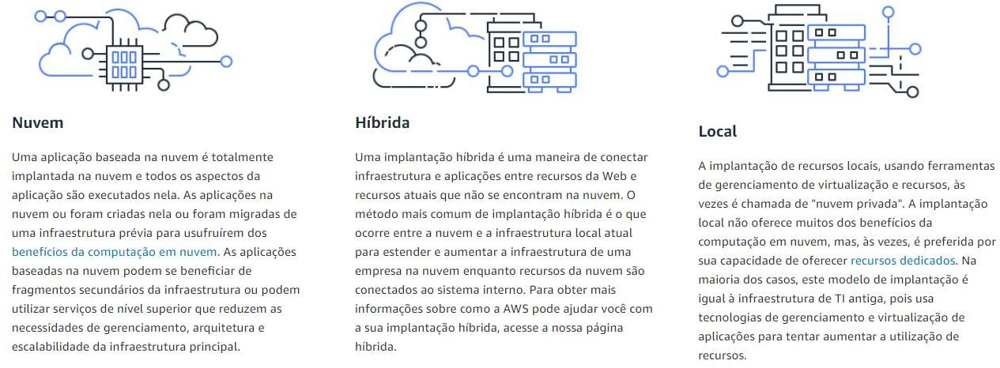 Nuvem
Uma aplicação baseada na nuvem é totalmente
implantada na nuvem e todos os aspectos da
aplicação são executados nela. As aplicações na
nuvem ou foram criadas nela ou foram migradas de
uma infraestrutura prévia para usufruírem dos
benefícios da computação em nuvem. As aplicações
baseadas na nuvem podem se beneficiar de
fragmentos secundários da infraestrutura ou podem
utilizar serviços de nível superior que reduzem as
necessidades de gerenciamento, arquitetura e
escalabilidade da infraestrutura principal.
Híbrida
Uma implantação híbrida é uma maneira de conectar
infraestrutura e aplicações entre recursos da Web e
recursos atuais que não se encontram na nuvem. O
método mais comum de implantação híbrida é o que
ocorre entre a nuvem e a infraestrutura local atual
para estender e aumentar a infraestrutura de uma
empresa na nuvem enquanto recursos da nuvem são
conectados ao sistema interno. Para obter mais
informações sobre como a AWS pode ajudar você com
a sua implantação híbrida, acesse a nossa página
híbrida.
Local
A implantação de recursos locais, usando ferramentas
de gerenciamento de virtualização e recursos, às
vezes é chamada de "nuvem privada". A implantação
local não oferece muitos dos benefícios da
computação em nuvem, mas, às vezes, é preferida por
sua capacidade de oferecer recursos dedicados. Na
maioria dos casos, este modelo de implantação é
igual à infraestrutura de TI antiga, pois usa
tecnologias de gerenciamento e virtualização de
aplicações para tentar aumentar a utilização de
recursos.